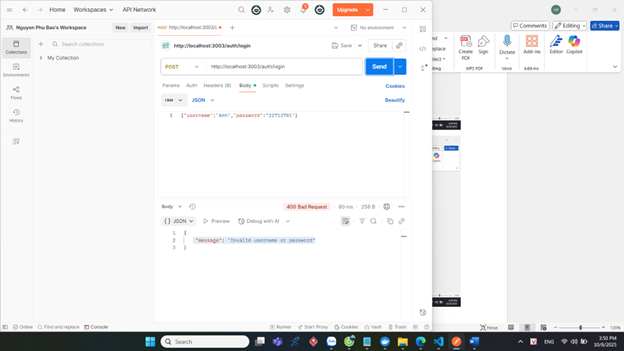 Nguyen Phu Bao's Workspace
New Import
Collections
Environments
Flows
History
Search collections
My Collection
Home Workspaces API Network
Upgrade
POST http://localhost:3003/
No environment
http://localhost:3003/auth/login
Save Share
POST http://localhost:3003/auth/login Send
Params Auth Headers (8) Body Scripts Settings Cookies
raw JSON Beautify
1 {"username":"Anh","password":"22713701"}
Body 400 Bad Request 80 ms 258 B
{} JSON Preview Debug with AI
1 {
2 "message": "Invalid username or password"
3 }
Online Find and replace Console Runner Start Proxy Cookies Vault Trash
Comments Editing Share
Create PDF Sign Dictate Add-ins Editor Copilot
WPS PDF Voice Add-ins
Focus 120%
Search
ENG 3:50 PM
10/8/2025